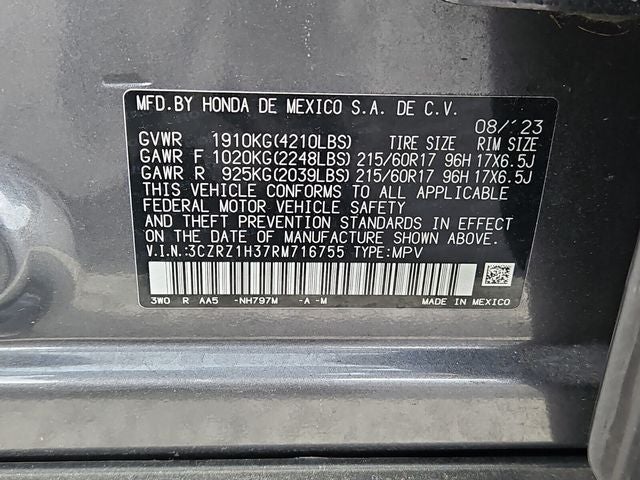 MFD.BY HONDA DE MEXICO S.A. DE C.V.
08/'23
GVWR 1910KG(4210LBS) TIRE SIZE RIM SIZE
GAWR F 1020KG(2248LBS) 215/60R17 96H 17X6.5J
GAWR R 925KG(2039LBS) 215/60R17 96H 17X6.5J
THIS VEHICLE CONFORMS TO ALL APPLICABLE
FEDERAL MOTOR VEHICLE SAFETY
AND THEFT PREVENTION STANDARDS IN EFFECT
ON THE DATE OF MANUFACTURE SHOWN ABOVE.
V.I.N.:3CZRZ1H37RM716755 TYPE:MPV
3W0 R AA5 -NH797M -A -M MADE IN MEXICO